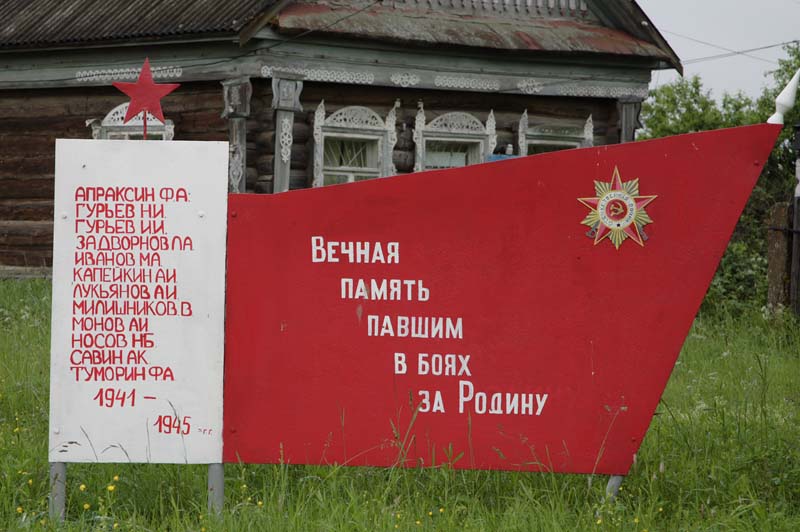 АПРАКСИН Ф А:
ГУРЬЕВ Н И.
ГУРЬЕВ И И.
ЗАДВОРНОВ П А.
ИВАНОВ М А.
КАПЕЙКИН А И
ЛУКЬЯНОВ А И
МИЛИШНИКОВ. В
МОНОВ А И
НОСОВ Н Б
САВИН А К
ТУМОРИН Ф А
1941 –
1945 г.г.
Вечная
память
павшим
в боях
за Родину